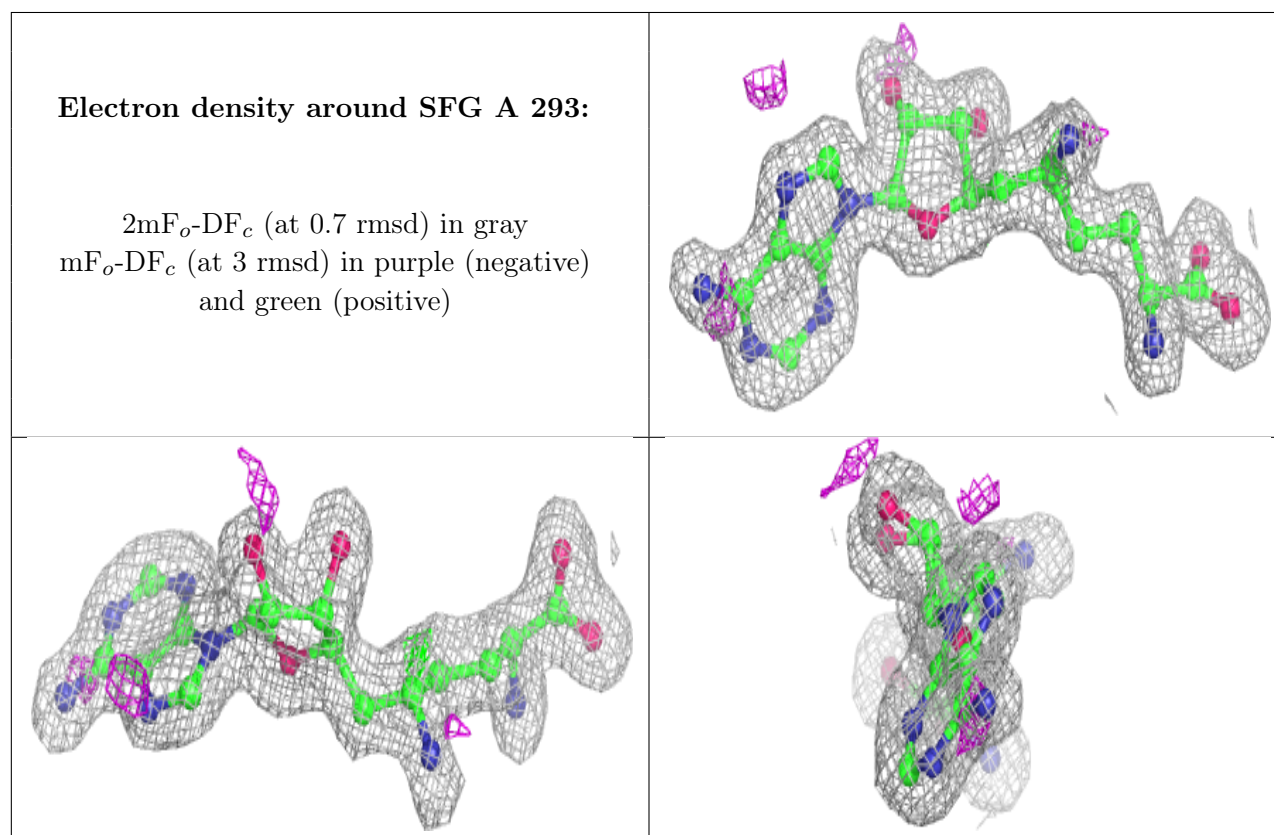 Electron density around SFG A 293:
2mFₒ-DF𝑐 (at 0.7 rmsd) in gray
mFₒ-DF𝑐 (at 3 rmsd) in purple (negative)
and green (positive)